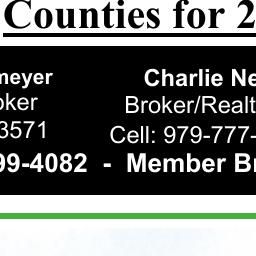 Counties for 2
meyer
Charlie Ne
oker
Broker/Realt
3571
Cell: 979-777-
99-4082 - Member Br